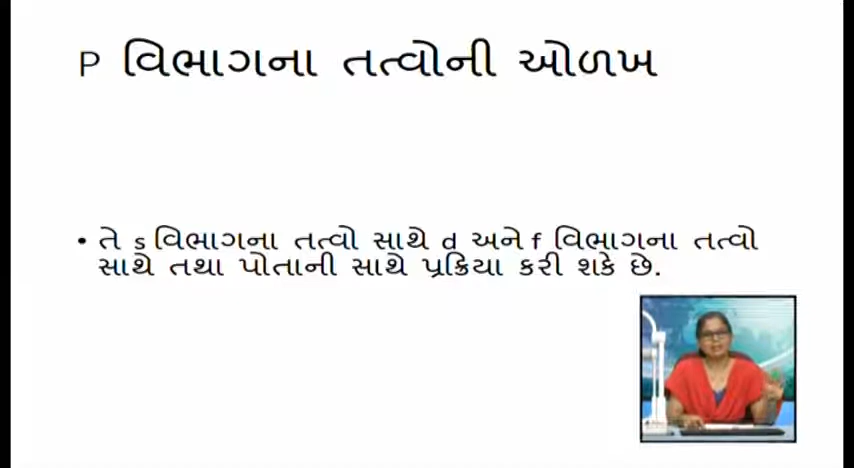 P વિભાગના તત્વોની ઓળખ
• તે s વિભાગના તત્વો સાથે d અને f વિભાગના તત્વો
સાથે તથા પોતાની સાથે પ્રક્રિયા કરી શકે છે.